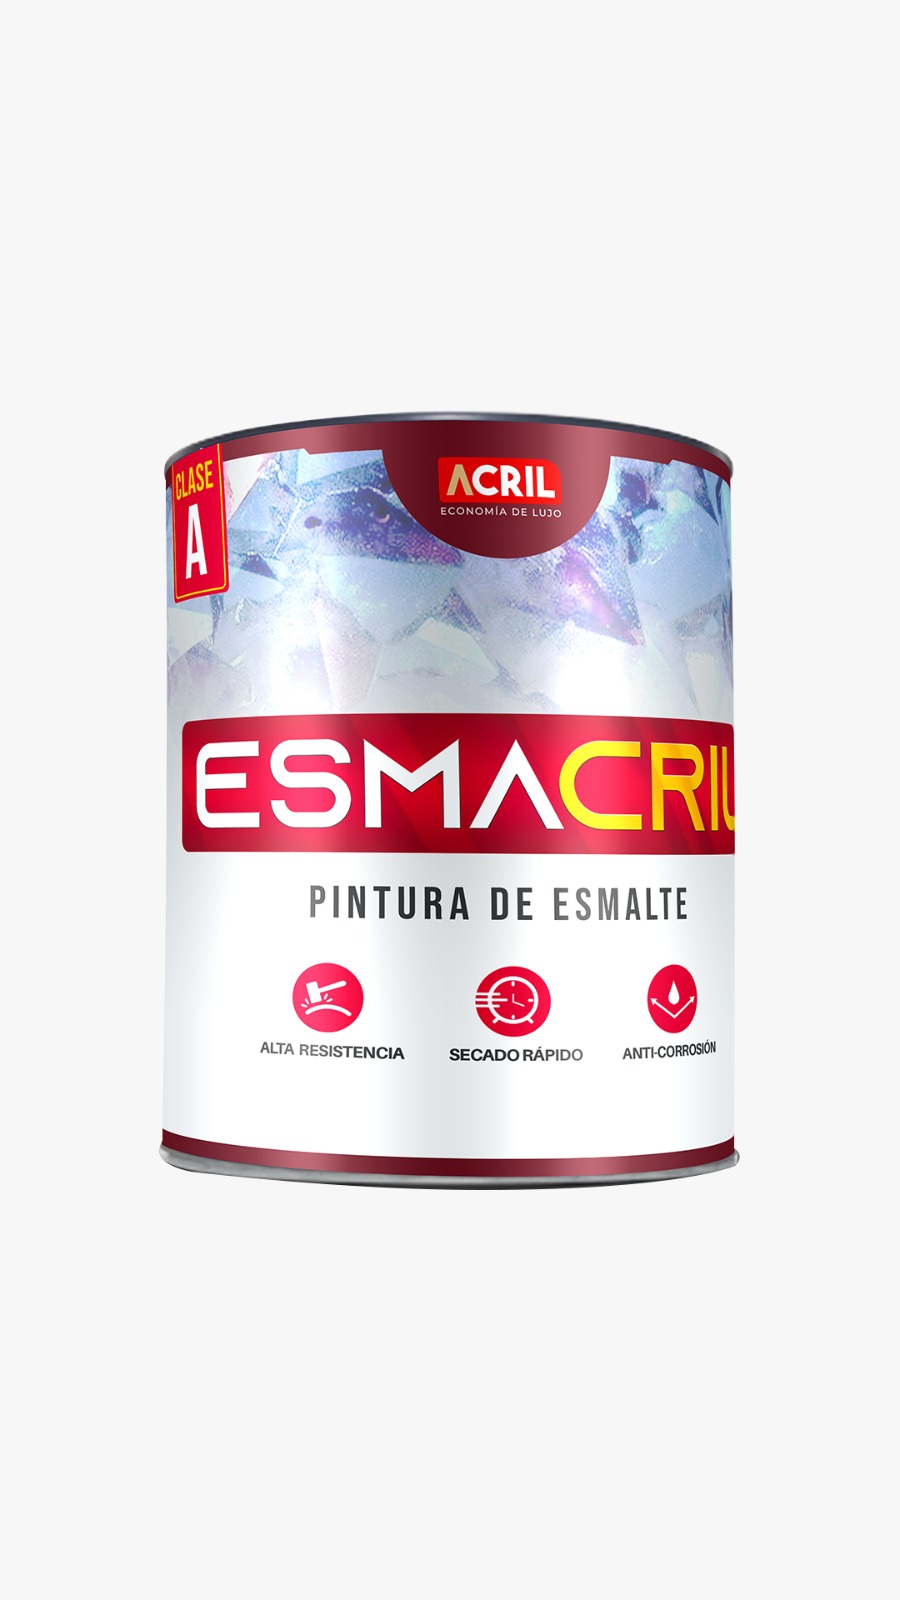 CLASE
A
ACRIL
ECONOMÍA DE LUJO
ESMACRIL
PINTURA DE ESMALTE
ALTA RESISTENCIA
SECADO RÁPIDO
ANTI-CORROSIÓN